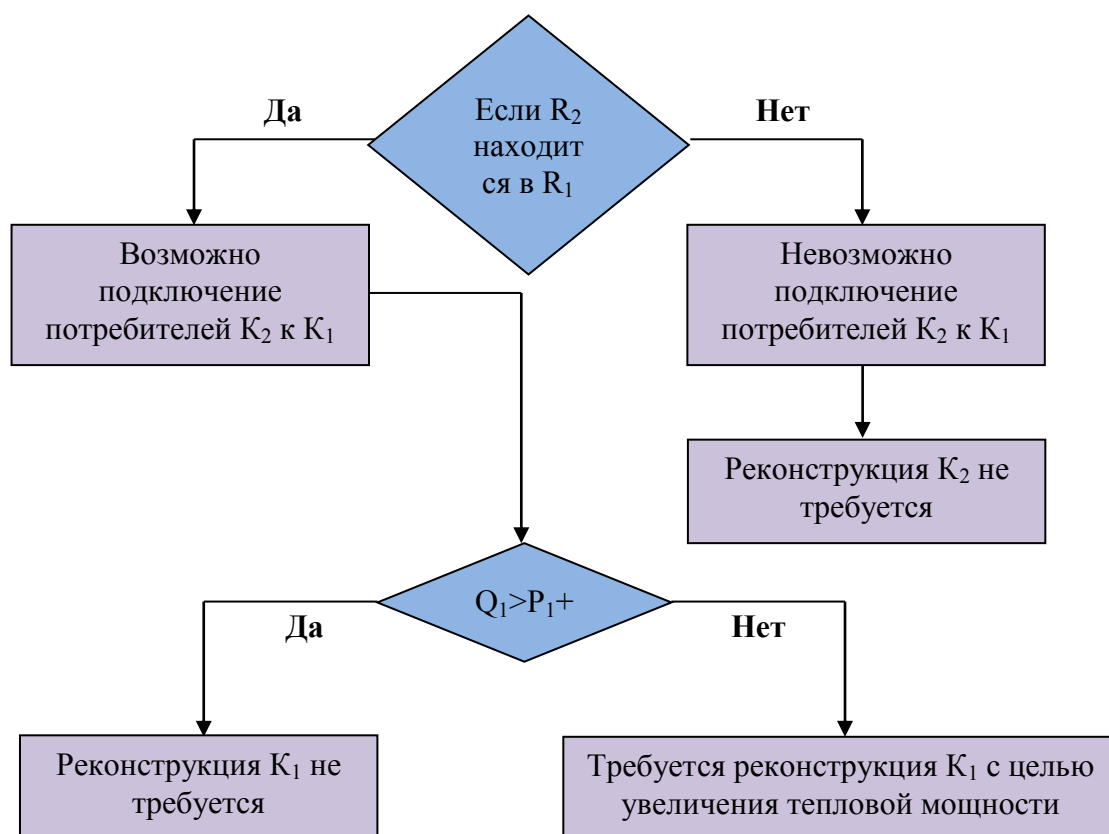 Да
Если R₂
находит
ся в R₁
Нет
Возможно
подключение
потребителей К₂ к К₁
Невозможно
подключение
потребителей К₂ к К₁
Реконструкция К₂ не
требуется
Q₁>P₁+
Да
Нет
Реконструкция К₁ не
требуется
Требуется реконструкция К₁ с целью
увеличения тепловой мощности